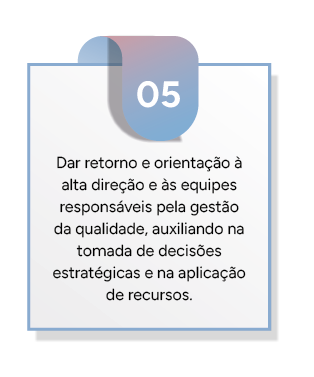 05
Dar retorno e orientação à
alta direção e às equipes
responsáveis pela gestão
da qualidade, auxiliando na
tomada de decisões
estratégicas e na aplicação
de recursos.